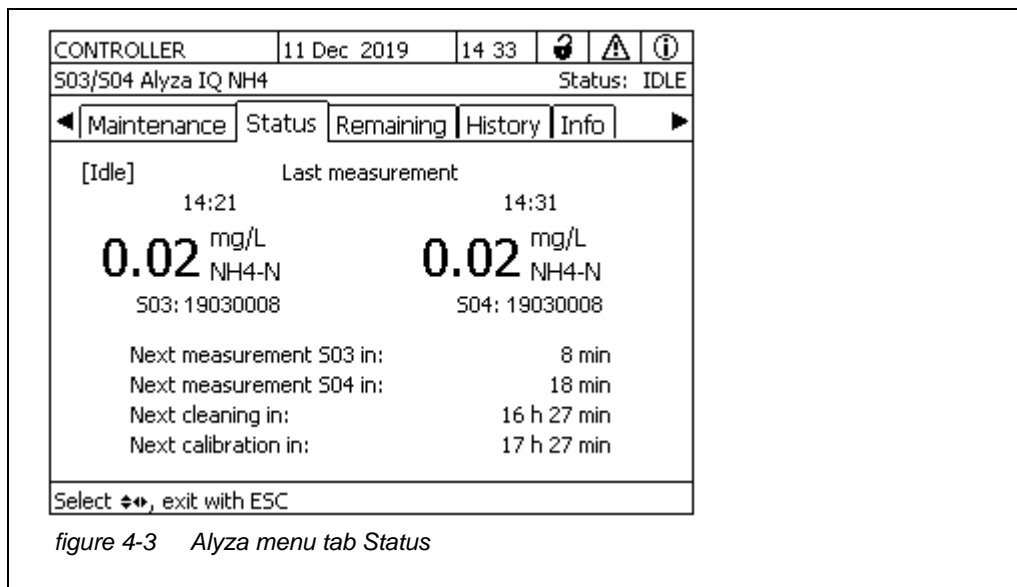 CONTROLLER 11 Dec 2019 14 33
S03/S04 Alyza IQ NH4 Status: IDLE
Maintenance Status Remaining History Info
[Idle] Last measurement
14:21 14:31
0.02 mg/L NH4-N 0.02 mg/L NH4-N
S03: 19030008 S04: 19030008
Next measurement S03 in: 8 min
Next measurement S04 in: 18 min
Next cleaning in: 16 h 27 min
Next calibration in: 17 h 27 min
Select, exit with ESC
figure 4-3 Alyza menu tab Status